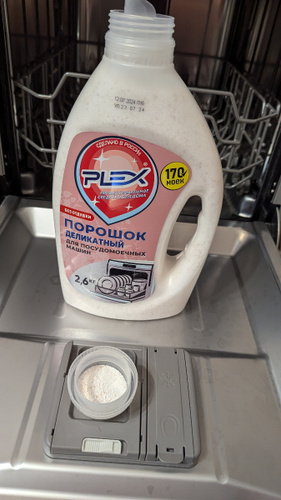 СДЕЛАНО В РОССИИ
PLEX
170
МОЕК
БЕЗ ОТДУШКИ
ПОРОШОК
ДЕЛИКАТНЫЙ
ДЛЯ ПОСУДОМОЕЧНЫХ
МАШИН
2,6 кг